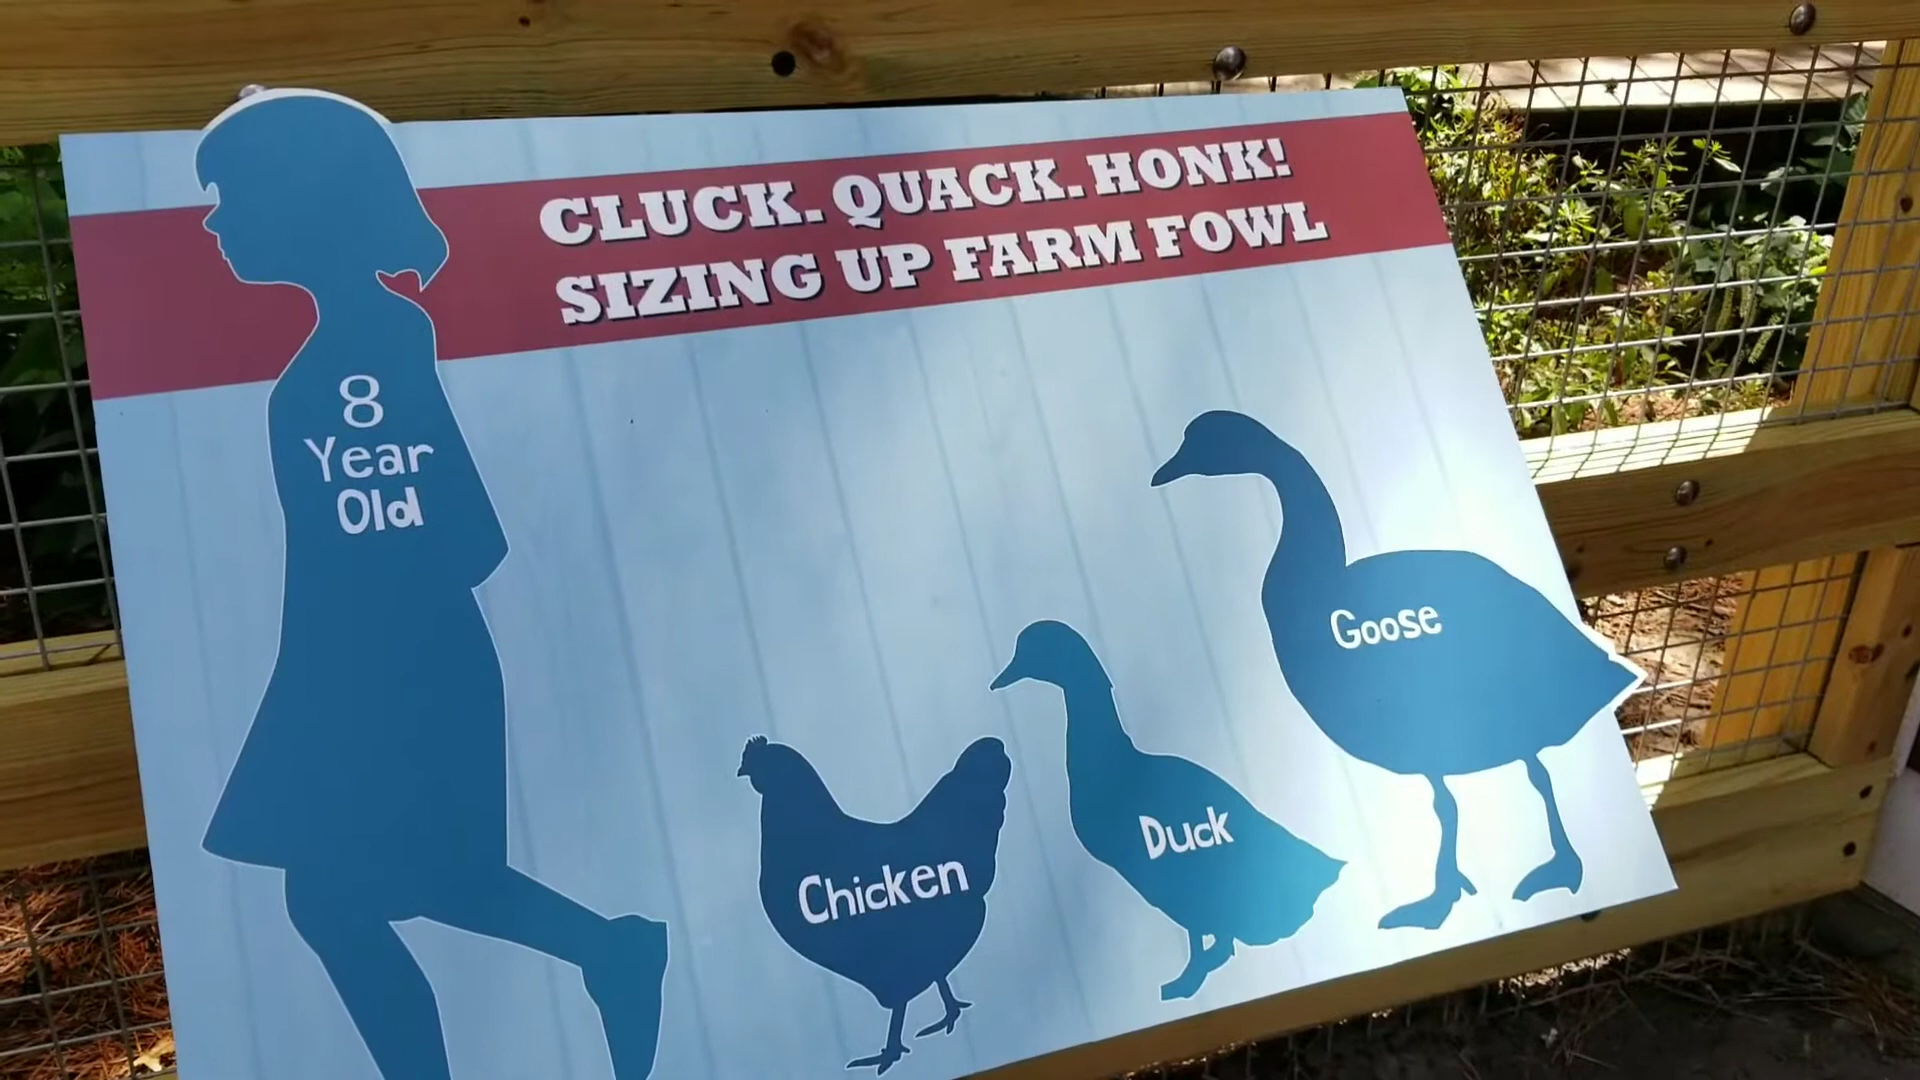 CLUCK. QUACK. HONK!
SIZING UP FARM FOWL
8
Year
Old
Chicken
Duck
Goose